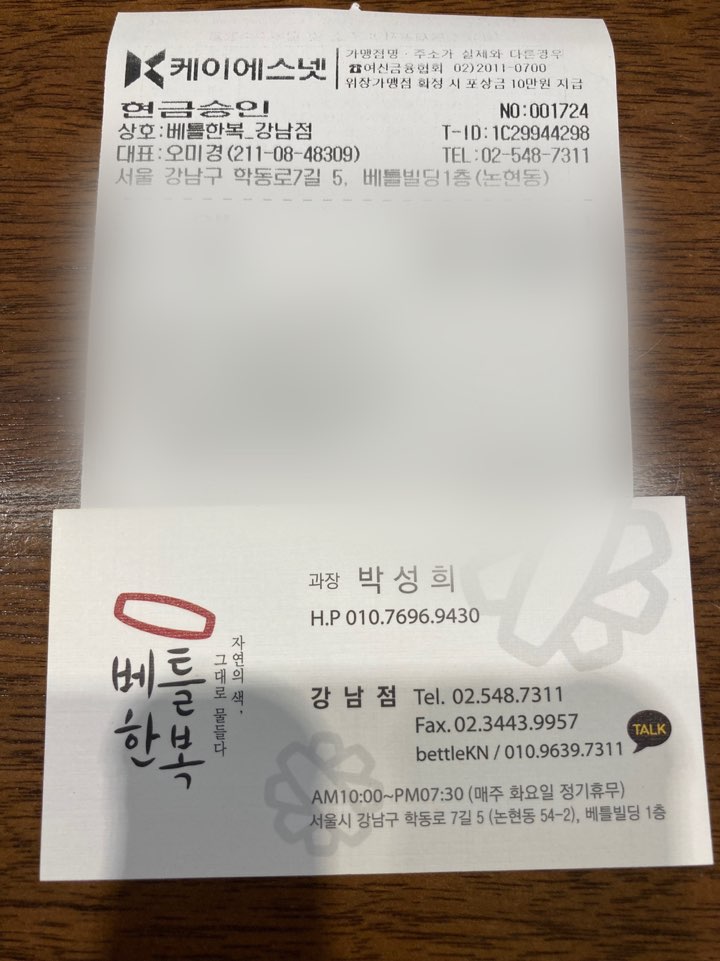 케이에스넷
가맹점명·주소가 실제와 다른경우
☎여신금융협회 02)2011-0700
위장가맹점 확정 시 포상금 10만원 지급
현금승인 NO:001724
상호:베틀한복_강남점 T-ID:1C29944298
대표:오미경(211-08-48309) TEL:02-548-7311
서울 강남구 학동로7길 5, 베틀빌딩1층(논현동)
과장 박성희
H.P 010.7696.9430
베틀
한복
자연의 색,
그대로 물들다
강남점 Tel. 02.548.7311
Fax. 02.3443.9957
bettleKN / 010.9639.7311 TALK
AM10:00~PM07:30 (매주 화요일 정기휴무)
서울시 강남구 학동로 7길 5 (논현동 54-2), 베틀빌딩 1층